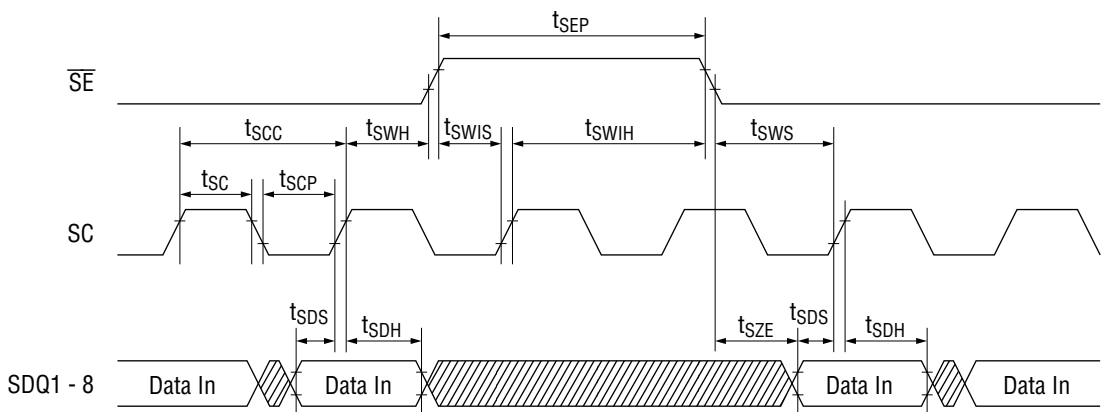 tSEP
SE
tSCC
tSWH
tSWIS
tSWIH
tSWS
tSC
tSCP
SC
tSDS
tSDH
tSZE
tSDS
tSDH
SDQ1 - 8
Data In
Data In
Data In
Data In